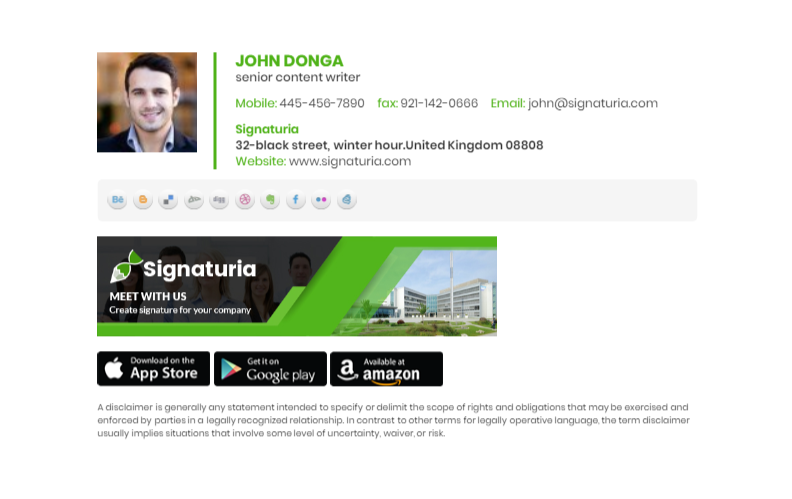 JOHN DONGA
senior content writer
Mobile: 445-456-7890 fax: 921-142-0666 Email: john@signaturia.com
Signaturia
32-black street, winter hour.United Kingdom 08808
Website: www.signaturia.com
Bē
Signaturia
MEET WITH US
Create signature for your company
Download on the
App Store
Get it on
Google play
Available at
amazon
A disclaimer is generally any statement intended to specify or delimit the scope of rights and obligations that may be exercised and
enforced by parties in a legally recognized relationship. In contrast to other terms for legally operative language, the term disclaimer
usually implies situations that involve some level of uncertainty, waiver, or risk.